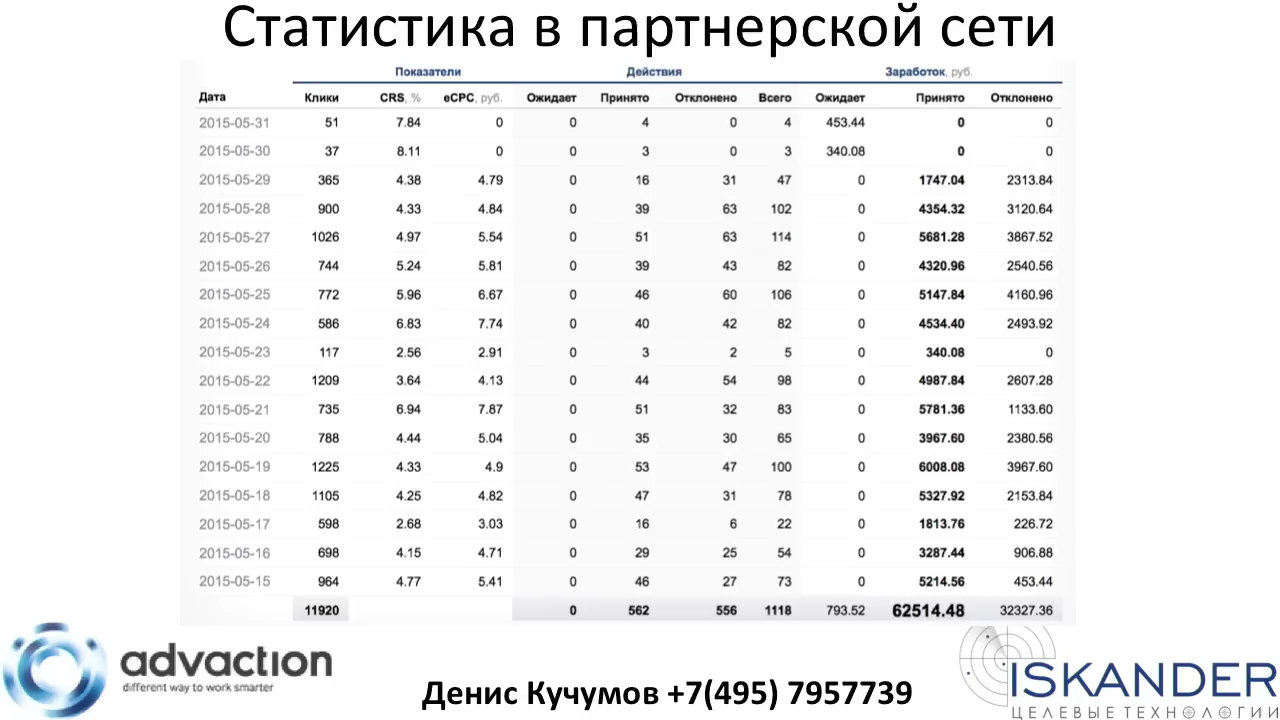 Статистика в партнерской сети
Показатели Действия Заработок, руб.
Дата Клики CRS, % eCPC, руб. Ожидает Принято Отклонено Всего Ожидает Принято Отклонено
2015-05-31 51 7.84 0 0 4 0 4 453.44 0 0
2015-05-30 37 8.11 0 0 3 0 3 340.08 0 0
2015-05-29 365 4.38 4.79 0 16 31 47 0 1747.04 2313.84
2015-05-28 900 4.33 4.84 0 39 63 102 0 4354.32 3120.64
2015-05-27 1026 4.97 5.54 0 51 63 114 0 5681.28 3867.52
2015-05-26 744 5.24 5.81 0 39 43 82 0 4320.96 2540.56
2015-05-25 772 5.96 6.67 0 46 60 106 0 5147.84 4160.96
2015-05-24 586 6.83 7.74 0 40 42 82 0 4534.40 2493.92
2015-05-23 117 2.56 2.91 0 3 2 5 0 340.08 0
2015-05-22 1209 3.64 4.13 0 44 54 98 0 4987.84 2607.28
2015-05-21 735 6.94 7.87 0 51 32 83 0 5781.36 1133.60
2015-05-20 788 4.44 5.04 0 35 30 65 0 3967.60 2380.56
2015-05-19 1225 4.33 4.9 0 53 47 100 0 6008.08 3967.60
2015-05-18 1105 4.25 4.82 0 47 31 78 0 5327.92 2153.84
2015-05-17 598 2.68 3.03 0 16 6 22 0 1813.76 226.72
2015-05-16 698 4.15 4.71 0 29 25 54 0 3287.44 906.88
2015-05-15 964 4.77 5.41 0 46 27 73 0 5214.56 453.44
11920 0 562 556 1118 793.52 62514.48 32327.36
advaction
different way to work smarter
Денис Кучумов +7(495) 7957739
ISKANDER
ЦЕЛЕВЫЕ ТЕХНОЛОГИИ